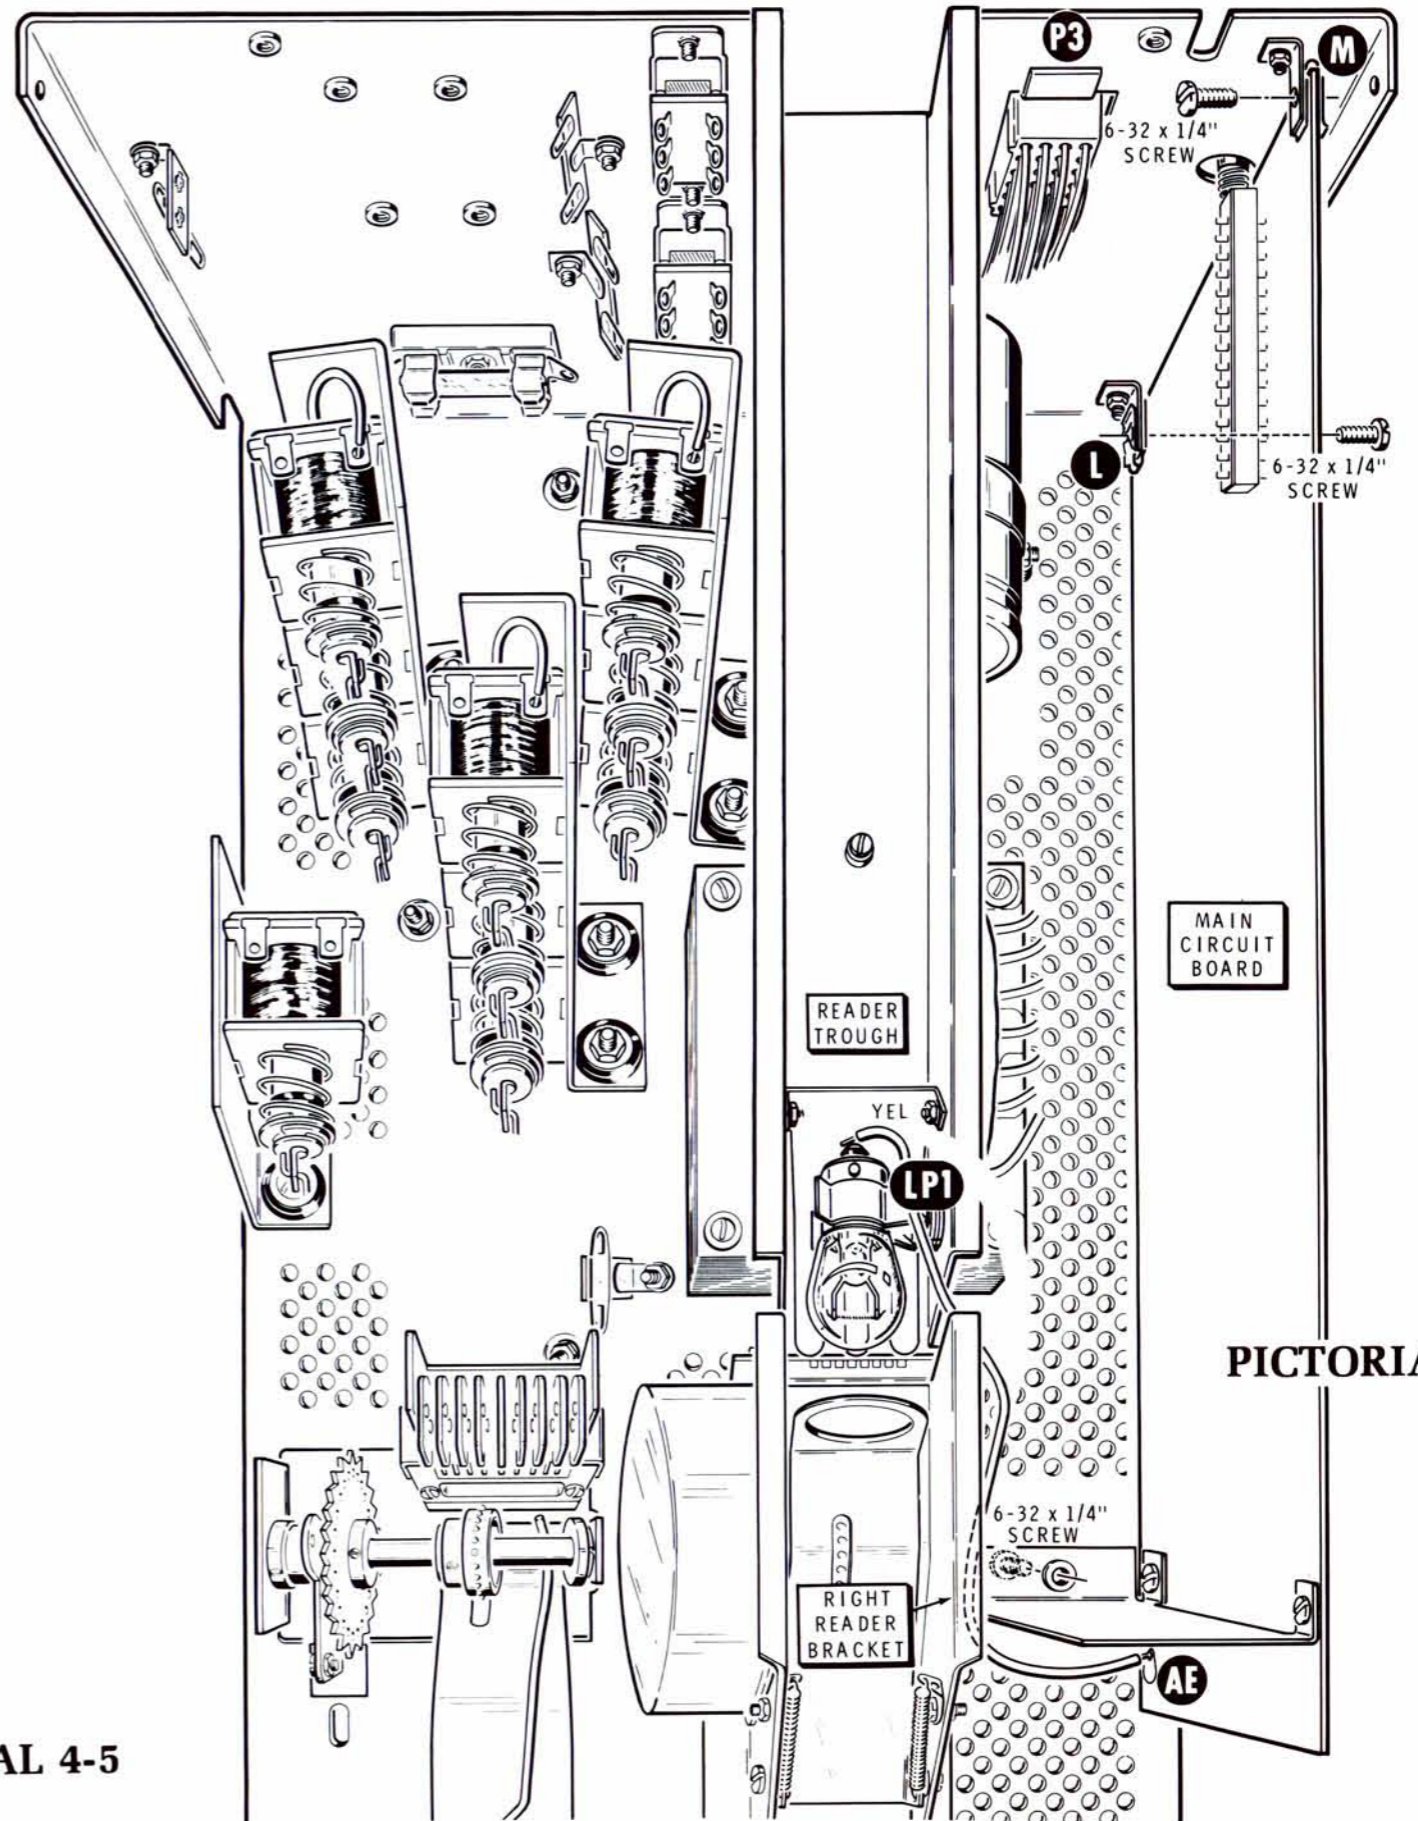 P3
M
6-32 x 1/4"
SCREW
L
6-32 x 1/4"
SCREW
MAIN
CIRCUIT
BOARD
READER
TROUGH
YEL
LP1
PICTORIA
6-32 x 1/4"
SCREW
RIGHT
READER
BRACKET
AE
AL 4-5